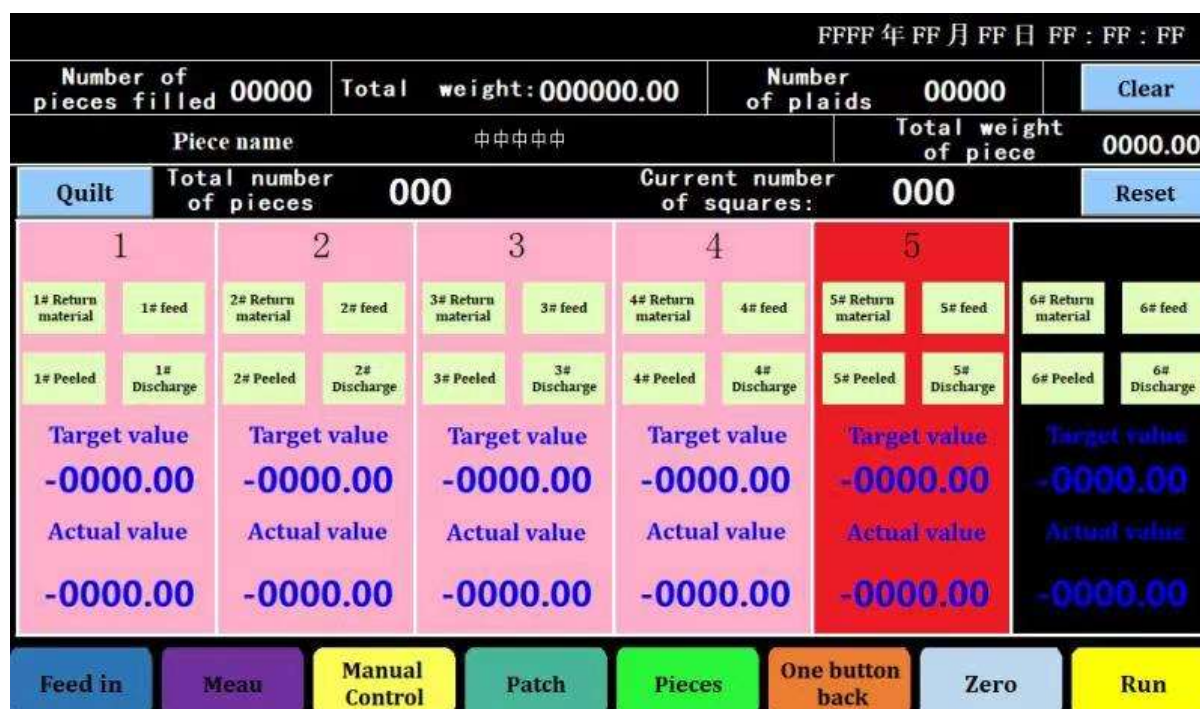 FFFF 年 FF 月 FF 日 FF : FF : FF
Number of pieces filled 00000 Total weight: 000000.00 Number of plaids 00000 Clear
Piece name 中中中中中 Total weight of piece 0000.00
Quilt Total number of pieces 000 Current number of squares: 000 Reset
1 2 3 4 5
1# Return material 1# feed 2# Return material 2# feed 3# Return material 3# feed 4# Return material 4# feed 5# Return material 5# feed 6# Return material 6# feed
1# Peeled 1# Discharge 2# Peeled 2# Discharge 3# Peeled 3# Discharge 4# Peeled 4# Discharge 5# Peeled 5# Discharge 6# Peeled 6# Discharge
Target value Target value Target value Target value Target value Target value
-0000.00 -0000.00 -0000.00 -0000.00 -0000.00 -0000.00
Actual value Actual value Actual value Actual value Actual value Actual value
-0000.00 -0000.00 -0000.00 -0000.00 -0000.00 -0000.00
Feed in Meau Manual Control Patch Pieces One button back Zero Run